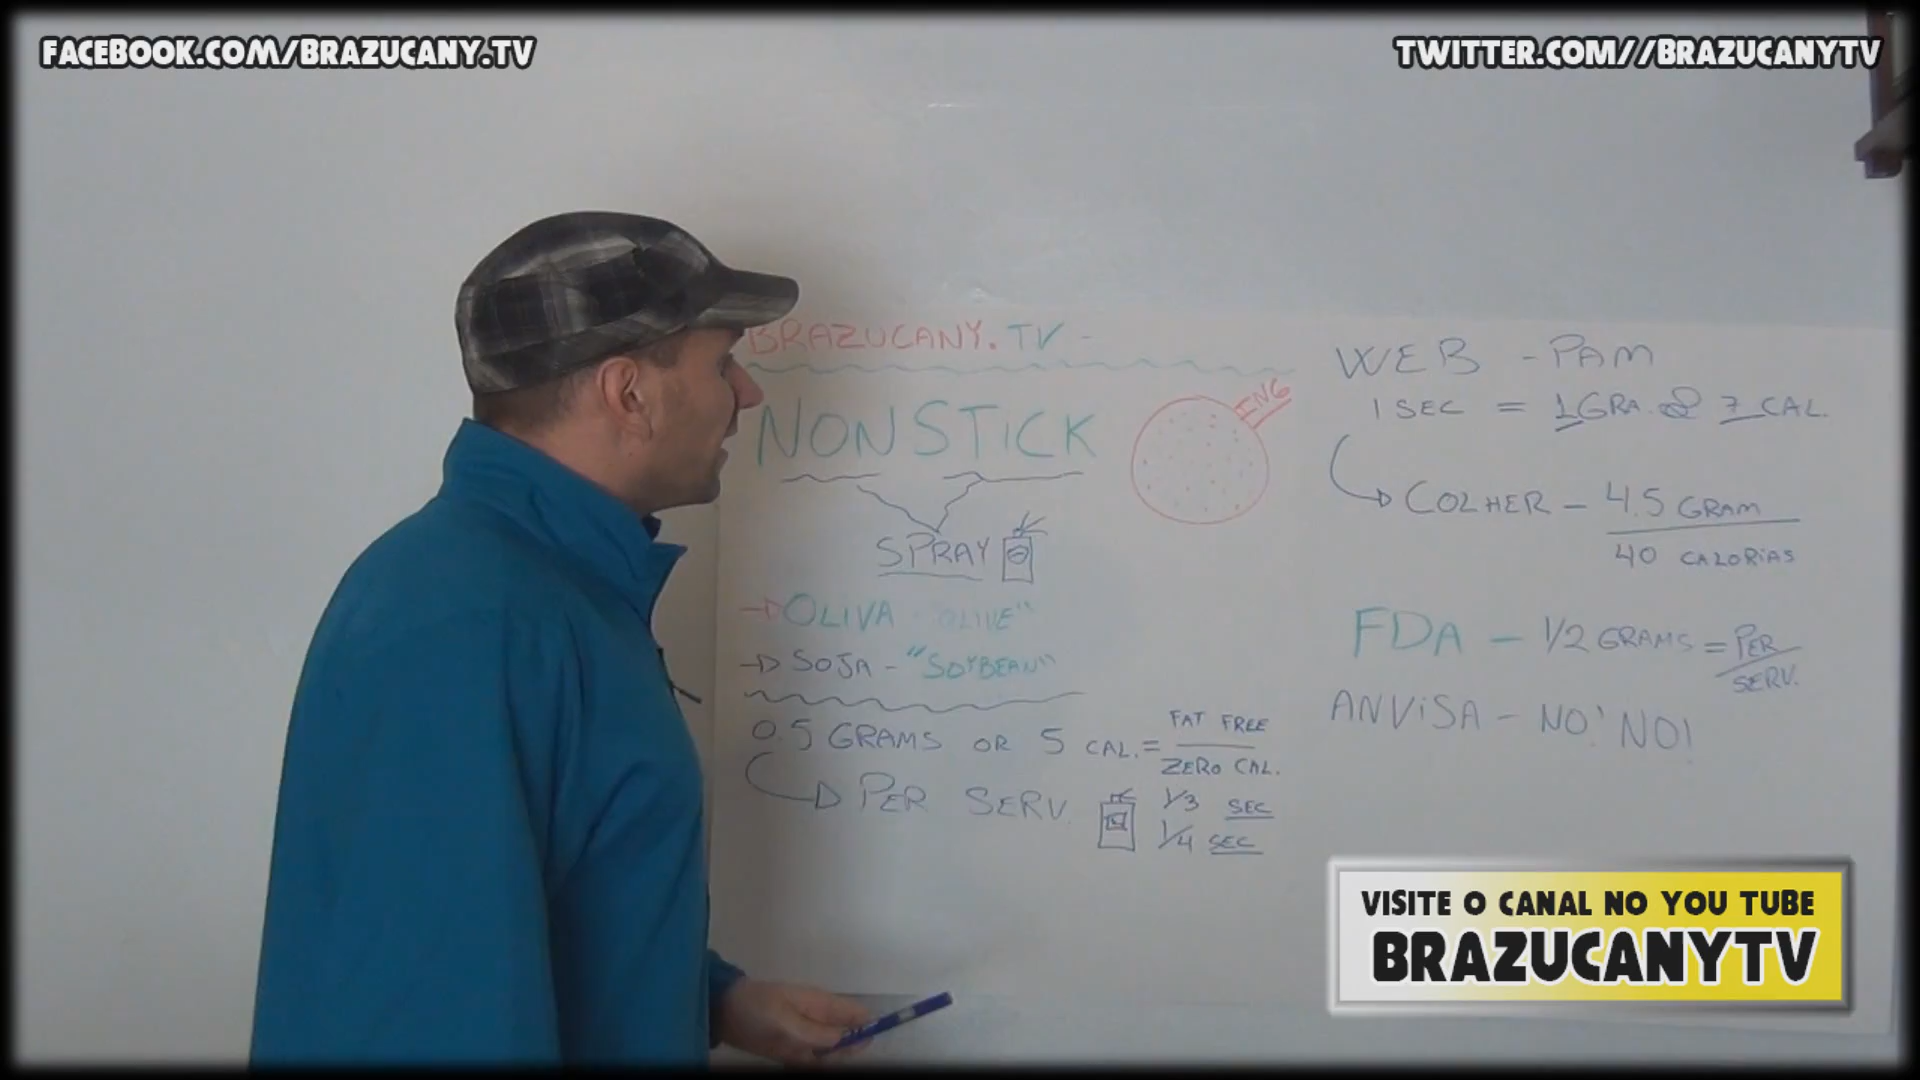 FACEBOOK.COM/BRAZUCANY.TV
TWITTER.COM//BRAZUCANYTV
BRAZUCANY.TV -
NONSTICK
ING
SPRAY
OLIVA - "OLIVE"
SOJA - "SOYBEAN"
0.5 GRAMS OR 5 CAL. = FAT FREE
ZERO CAL.
PER SERV.
1/3 SEC
1/4 SEC
WEB - PAM
1 SEC = 1 GRA. 7 CAL.
COLHER - 4.5 GRAM
40 CALORIAS
FDA - 1/2 GRAMS = PER
SERV.
ANVISA - NO! NO!
VISITE O CANAL NO YOU TUBE
BRAZUCANYTV